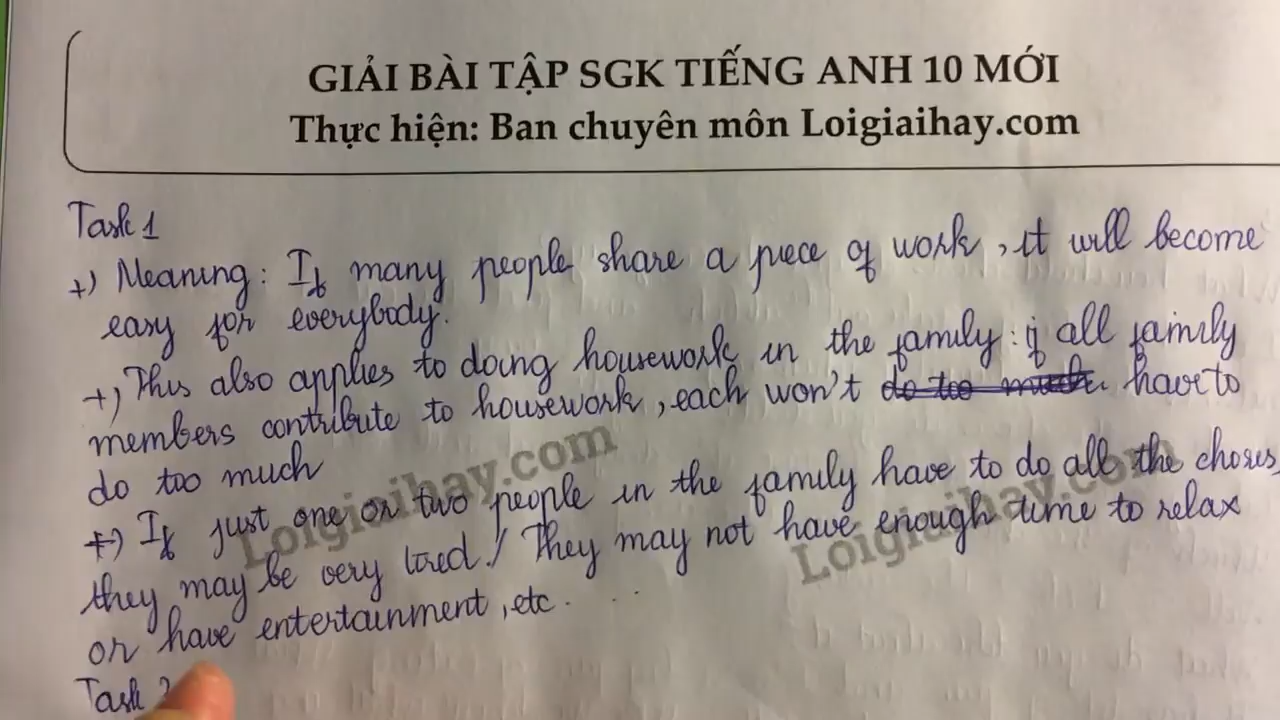 GIẢI BÀI TẬP SGK TIẾNG ANH 10 MỚI
Thực hiện: Ban chuyên môn Loigiaihay.com
Task 1
+) Meaning: If many people share a piece of work, it will become
easy for everybody.
+) This also applies to doing housework in the family: if all family
members contribute to housework, each won't do too much have to
do too much
+) If just one or two people in the family have to do all the chores
they may be very tired. / They may not have enough time to relax
or have entertainment, etc.
Task
Loigiaihay.com
Loigiaihay.com